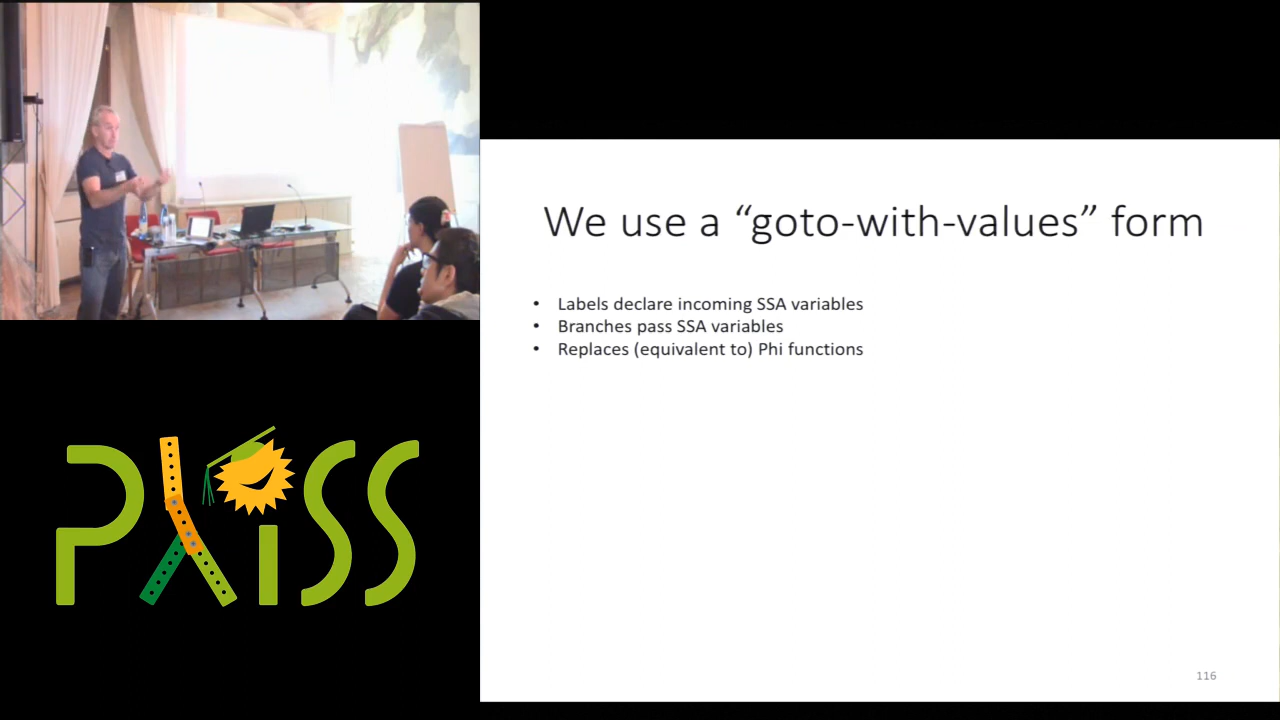 We use a “goto-with-values” form
• Labels declare incoming SSA variables
• Branches pass SSA variables
• Replaces (equivalent to) Phi functions
116
PλiSS